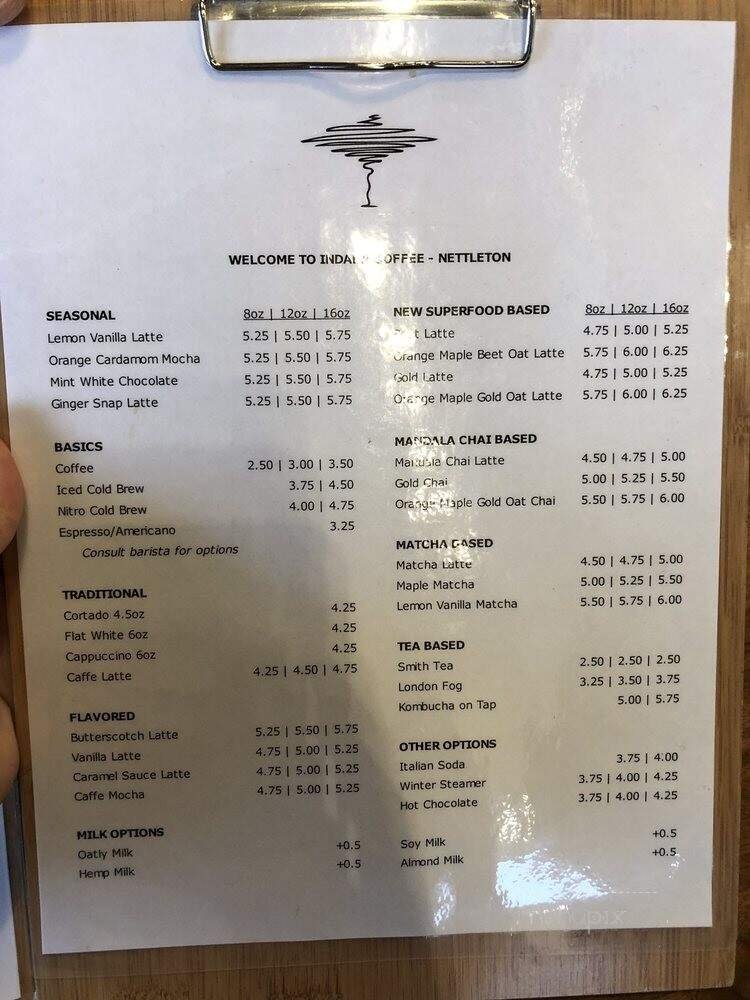 WELCOME TO COFFEE - NETTLETON
SEASONAL 8oz | 12oz | 16oz
Lemon Vanilla Latte 5.25 | 5.50 | 5.75
Orange Cardamom Mocha 5.25 | 5.50 | 5.75
Mint White Chocolate 5.25 | 5.50 | 5.75
Ginger Snap Latte 5.25 | 5.50 | 5.75
BASICS
Coffee 2.50 | 3.00 | 3.50
Iced Cold Brew 3.75 | 4.50
Nitro Cold Brew 4.00 | 4.75
Espresso/Americano 3.25
Consult barista for options
TRADITIONAL
Cortado 4.5oz 4.25
Flat White 6oz 4.25
Cappuccino 6oz 4.25
Caffe Latte 4.25 | 4.50 | 4.75
FLAVORED
Butterscotch Latte 5.25 | 5.50 | 5.75
Vanilla Latte 4.75 | 5.00 | 5.25
Caramel Sauce Latte 4.75 | 5.00 | 5.25
Caffe Mocha 4.75 | 5.00 | 5.25
MILK OPTIONS
Oatly Milk +0.5
Hemp Milk +0.5
NEW SUPERFOOD BASED 8oz | 12oz | 16oz
Latte 4.75 | 5.00 | 5.25
Orange Maple Beet Oat Latte 5.75 | 6.00 | 6.25
Gold Latte 4.75 | 5.00 | 5.25
Orange Maple Gold Oat Latte 5.75 | 6.00 | 6.25
MANDALA CHAI BASED
Mandala Chai Latte 4.50 | 4.75 | 5.00
Gold Chai 5.00 | 5.25 | 5.50
Orange Maple Gold Oat Chai 5.50 | 5.75 | 6.00
MATCHA BASED
Matcha Latte 4.50 | 4.75 | 5.00
Maple Matcha 5.00 | 5.25 | 5.50
Lemon Vanilla Matcha 5.50 | 5.75 | 6.00
TEA BASED
Smith Tea 2.50 | 2.50 | 2.50
London Fog 3.25 | 3.50 | 3.75
Kombucha on Tap 5.00 | 5.75
OTHER OPTIONS
Italian Soda 3.75 | 4.00
Winter Steamer 3.75 | 4.00 | 4.25
Hot Chocolate 3.75 | 4.00 | 4.25
Soy Milk +0.5
Almond Milk +0.5